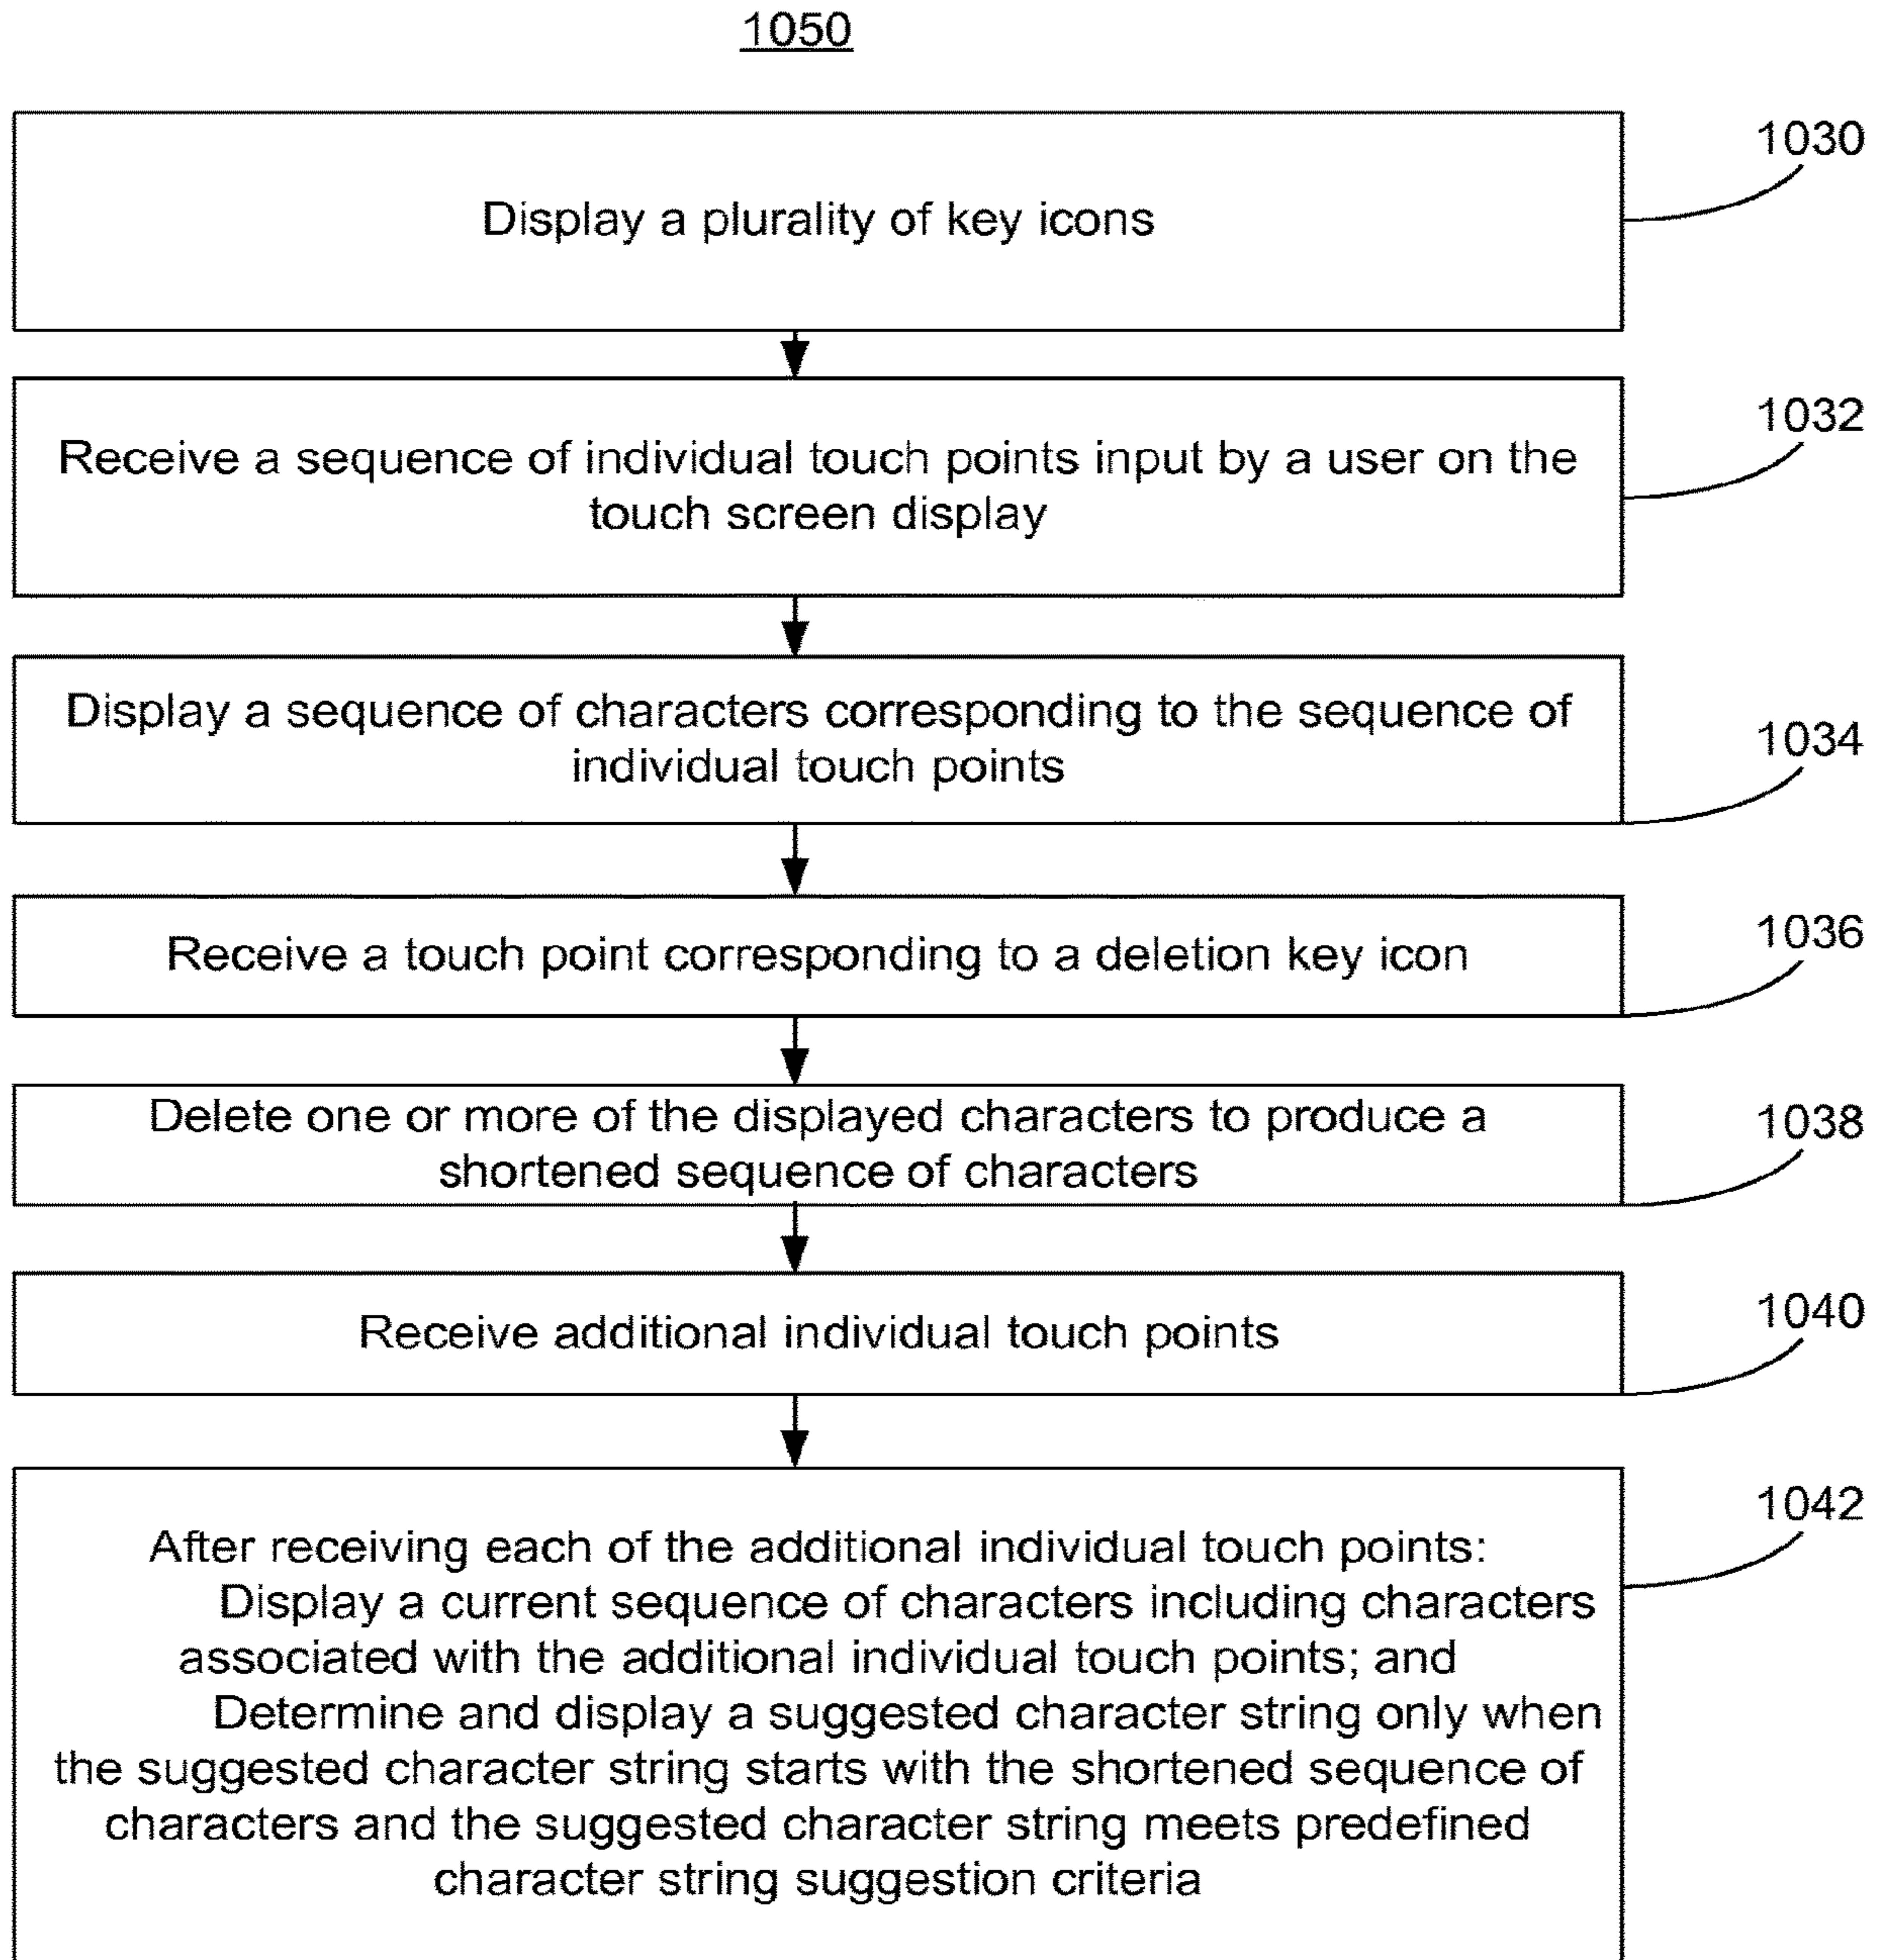 1050
1030
Display a plurality of key icons
1032
Receive a sequence of individual touch points input by a user on the
touch screen display
Display a sequence of characters corresponding to the sequence of
individual touch points
1034
1036
Receive a touch point corresponding to a deletion key icon
1038
Delete one or more of the displayed characters to produce a
shortened sequence of characters
1040
Receive additional individual touch points
1042
After receiving each of the additional individual touch points:
Display a current sequence of characters including characters
associated with the additional individual touch points; and
Determine and display a suggested character string only when
the suggested character string starts with the shortened sequence of
characters and the suggested character string meets predefined
character string suggestion criteria